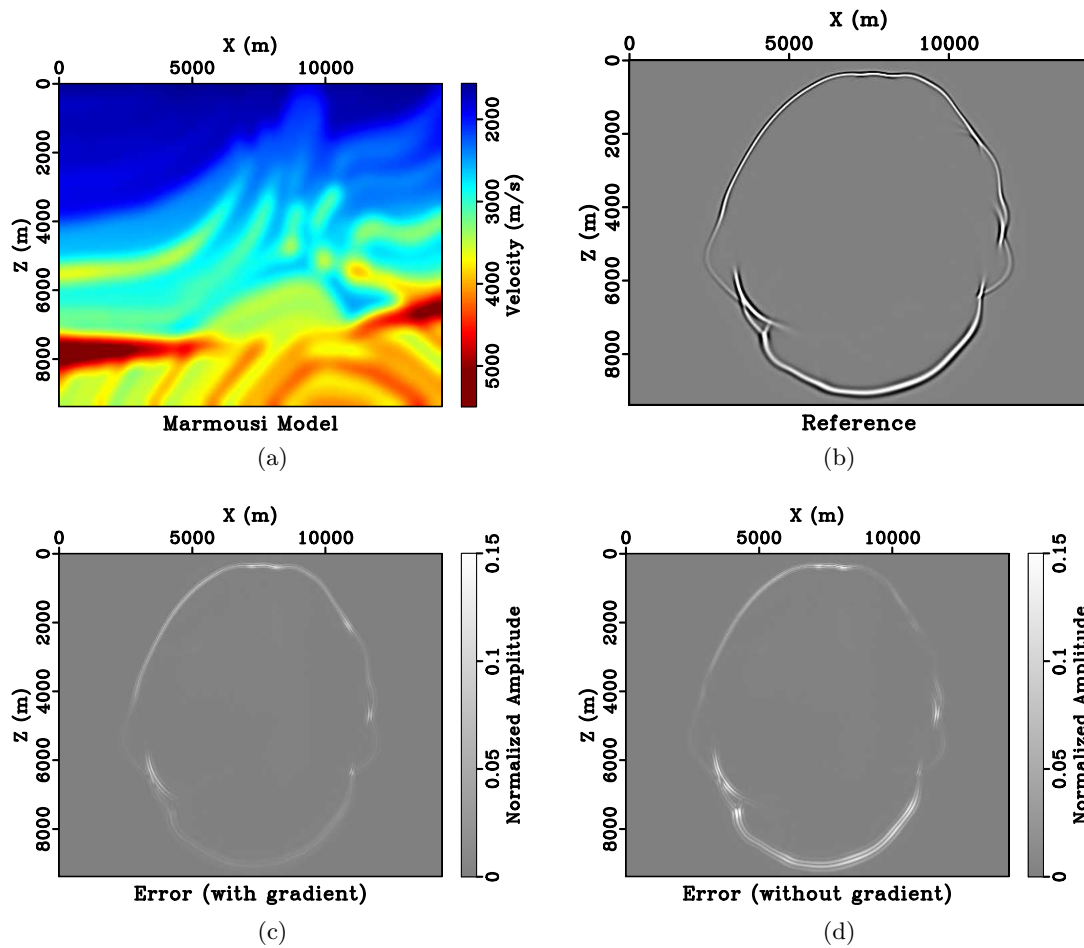 X (m)
0 5000 10000
Z (m)
0 2000 4000 6000 8000
Velocity (m/s)
2000 3000 4000 5000
Marmousi Model
(a)
X (m)
0 5000 10000
Z (m)
0 2000 4000 6000 8000
Reference
(b)
X (m)
0 5000 10000
Z (m)
0 2000 4000 6000 8000
Normalized Amplitude
0 0.05 0.1 0.15
Error (with gradient)
(c)
X (m)
0 5000 10000
Z (m)
0 2000 4000 6000 8000
Normalized Amplitude
0 0.05 0.1 0.15
Error (without gradient)
(d)